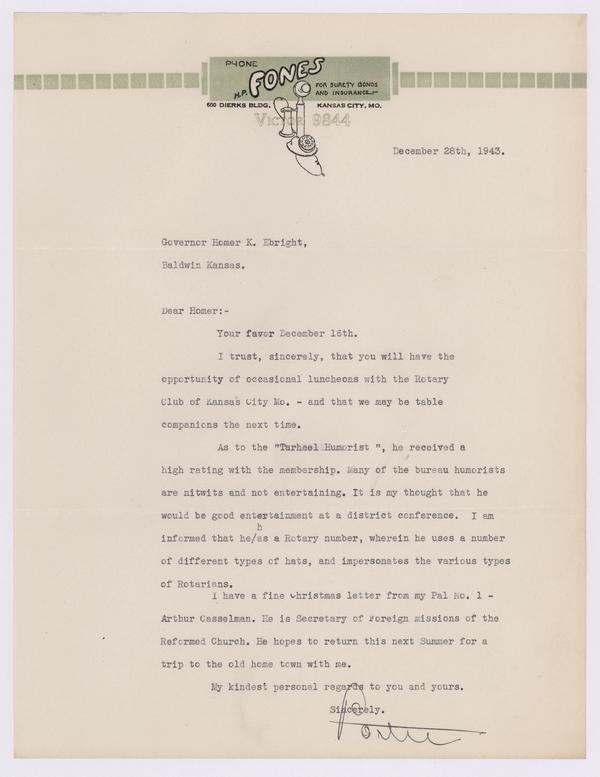 PHONE
H.P. FONES
FOR SURETY BONDS
AND INSURANCE
600 DIERKS BLDG. KANSAS CITY, MO.
VICTOR 9844
December 28th, 1943.
Governor Homer K. Ebright,
Baldwin Kansas.
Dear Homer:-
Your favor December 16th.
I trust, sincerely, that you will have the
opportunity of occasional luncheons with the Rotary
Club of Kansas City Mo. - and that we may be table
companions the next time.
As to the "Tarheel Humorist ", he received a
high rating with the membership. Many of the bureau humorists
are nitwits and not entertaining. It is my thought that he
would be good entertainment at a district conference. I am
h
informed that he/as a Rotary number, wherein he uses a number
of different types of hats, and impersonates the various types
of Rotarians.
I have a fine Christmas letter from my Pal No. 1 -
Arthur Casselman. He is Secretary of Foreign missions of the
Reformed Church. He hopes to return this next Summer for a
trip to the old home town with me.
My kindest personal regards to you and yours.
Sincerely.